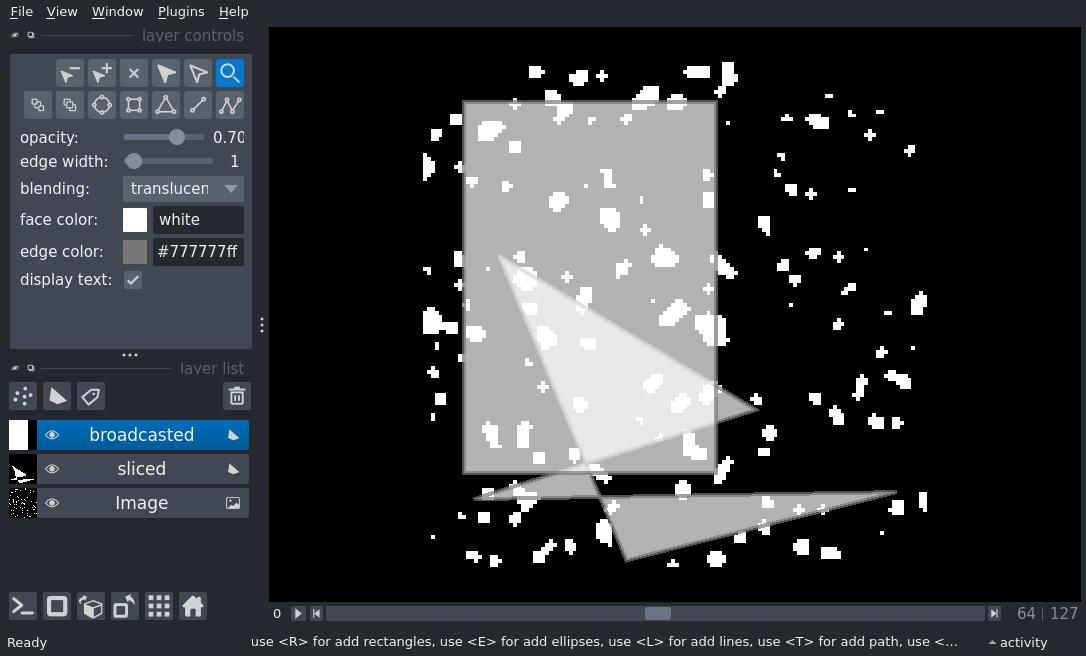 File View Window Plugins Help
layer controls
opacity: 0.70
edge width: 1
blending: translucen
face color: white
edge color: #777777ff
display text:
layer list
broadcasted
sliced
Image
0 64 127
Ready use <R> for add rectangles, use <E> for add ellipses, use <L> for add lines, use <T> for add path, use <... activity